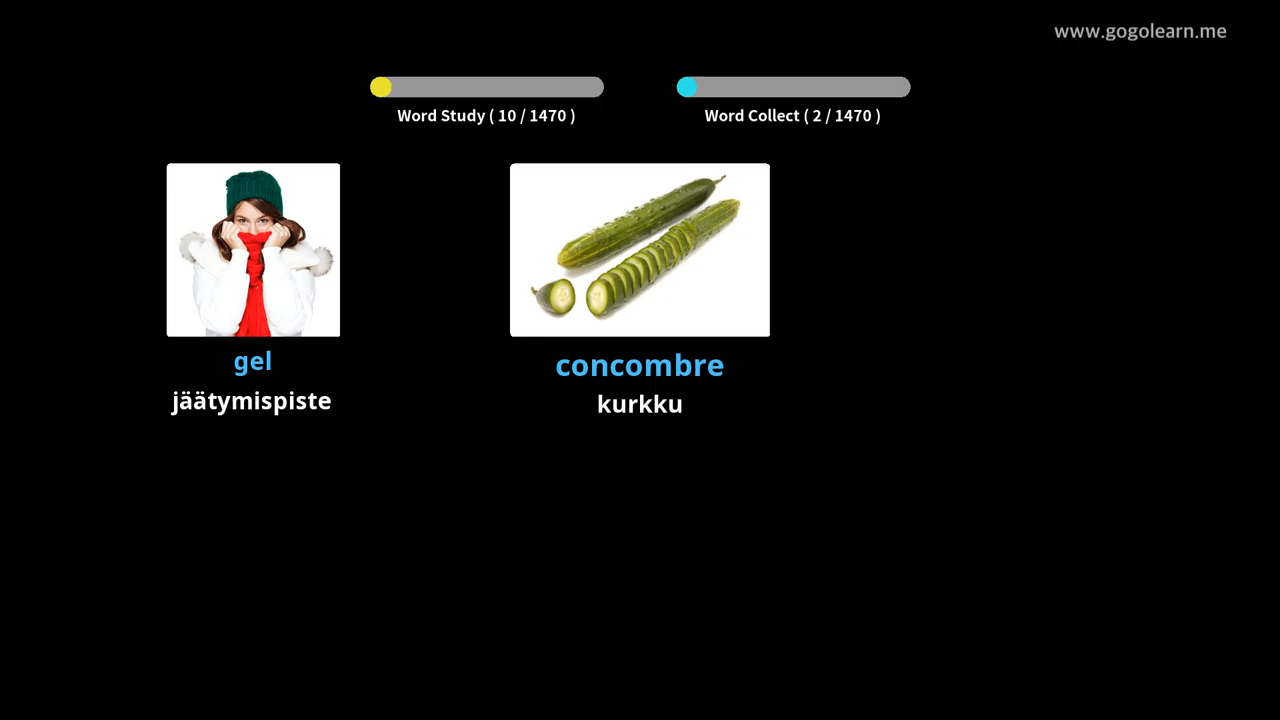 www.gogolearn.me
Word Study ( 10 / 1470 )
Word Collect ( 2 / 1470 )
gel
jäätymispiste
concombre
kurkku